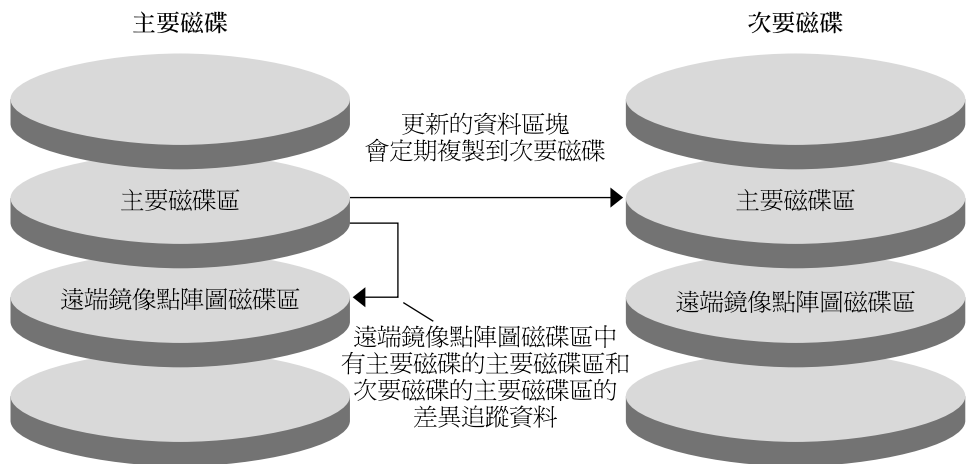 主要磁碟
次要磁碟
更新的資料區塊
會定期複製到次要磁碟
主要磁碟區
主要磁碟區
遠端鏡像點陣圖磁碟區
遠端鏡像點陣圖磁碟區
遠端鏡像點陣圖磁碟區中
有主要磁碟的主要磁碟區和
次要磁碟的主要磁碟區的
差異追蹤資料